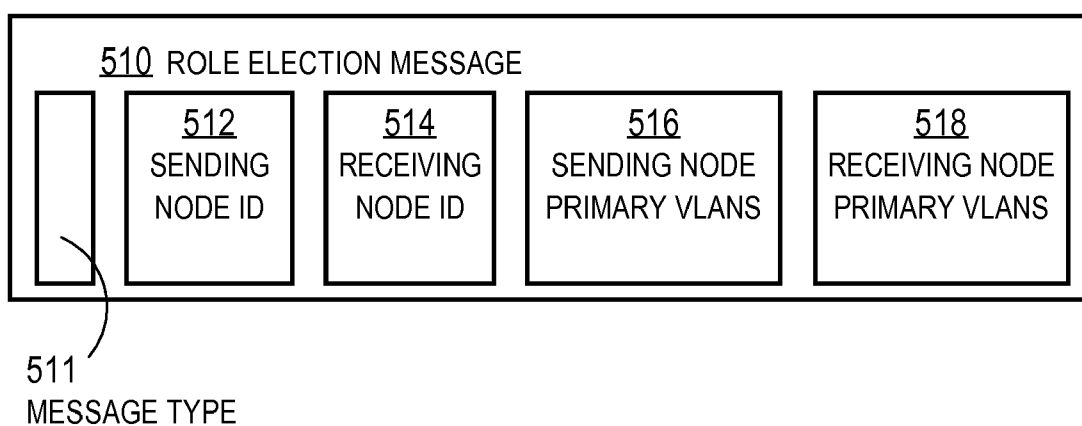 510 ROLE ELECTION MESSAGE
512
SENDING
NODE ID
514
RECEIVING
NODE ID
516
SENDING NODE
PRIMARY VLANS
518
RECEIVING NODE
PRIMARY VLANS
511
MESSAGE TYPE